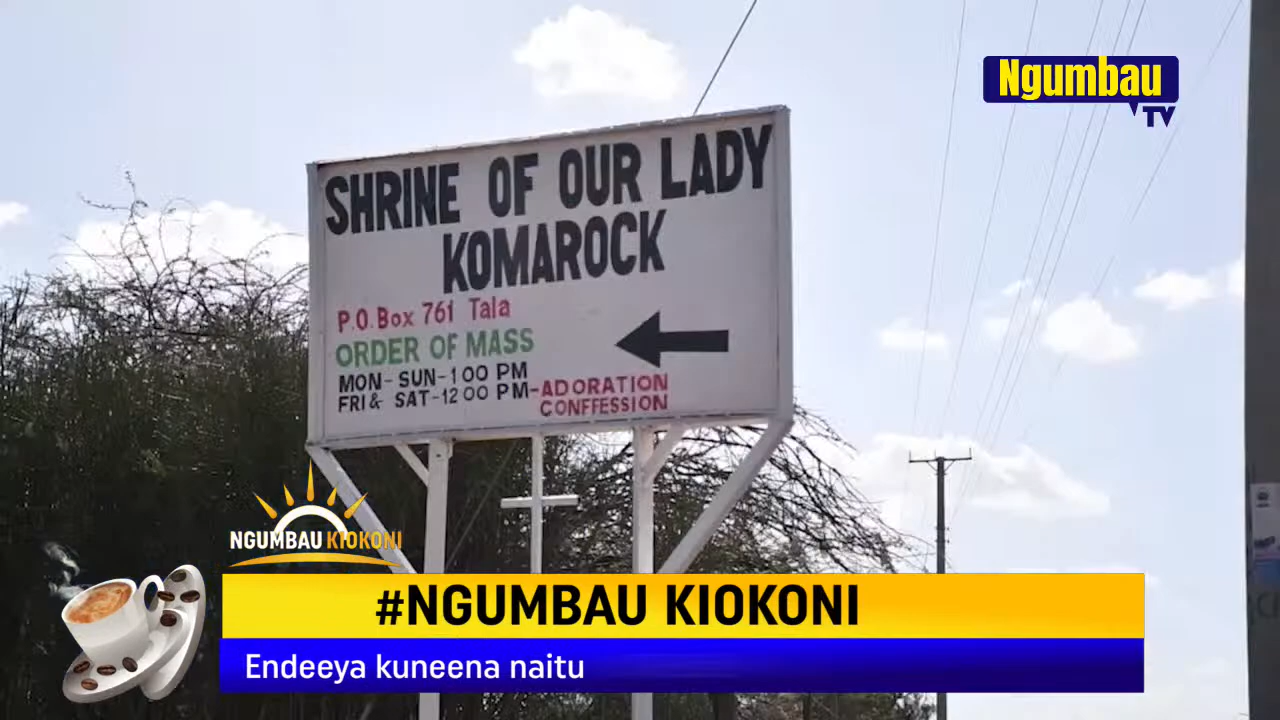 Ngumbau
TV
SHRINE OF OUR LADY
KOMAROCK
P.O.Box 761 Tala
ORDER OF MASS
MON- SUN-1 00 PM
FRI & SAT-12 00 PM-ADORATION
CONFFESSION
NGUMBAU KIOKONI
#NGUMBAU KIOKONI
Endeeya kuneena naitu